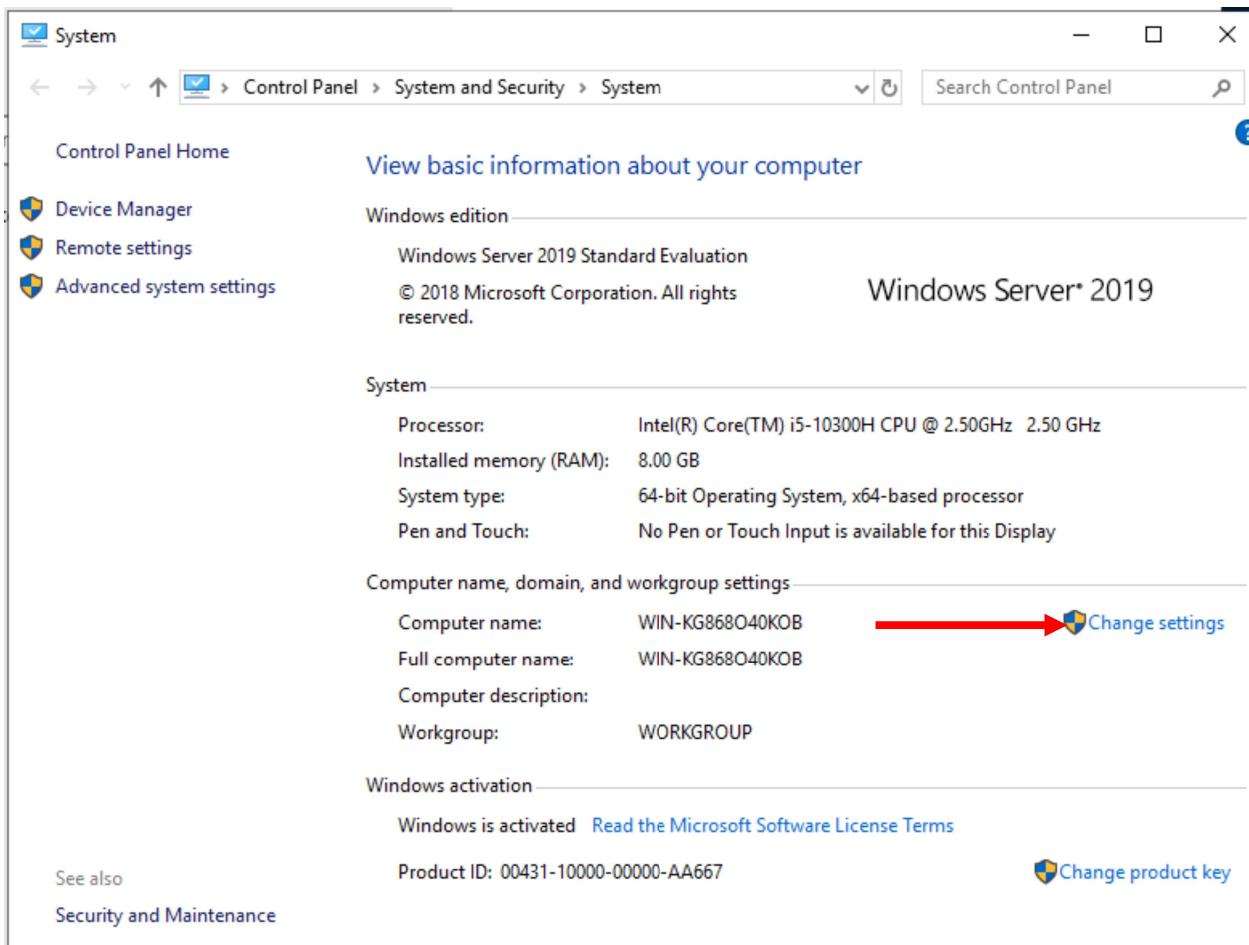 System
Control Panel > System and Security > System
Search Control Panel
Control Panel Home
Device Manager
Remote settings
Advanced system settings
View basic information about your computer
Windows edition
Windows Server 2019 Standard Evaluation
© 2018 Microsoft Corporation. All rights
reserved.
Windows Server® 2019
System
Processor: Intel(R) Core(TM) i5-10300H CPU @ 2.50GHz 2.50 GHz
Installed memory (RAM): 8.00 GB
System type: 64-bit Operating System, x64-based processor
Pen and Touch: No Pen or Touch Input is available for this Display
Computer name, domain, and workgroup settings
Computer name: WIN-KG868O40KOB Change settings
Full computer name: WIN-KG868O40KOB
Computer description:
Workgroup: WORKGROUP
Windows activation
Windows is activated Read the Microsoft Software License Terms
Product ID: 00431-10000-00000-AA667 Change product key
See also
Security and Maintenance